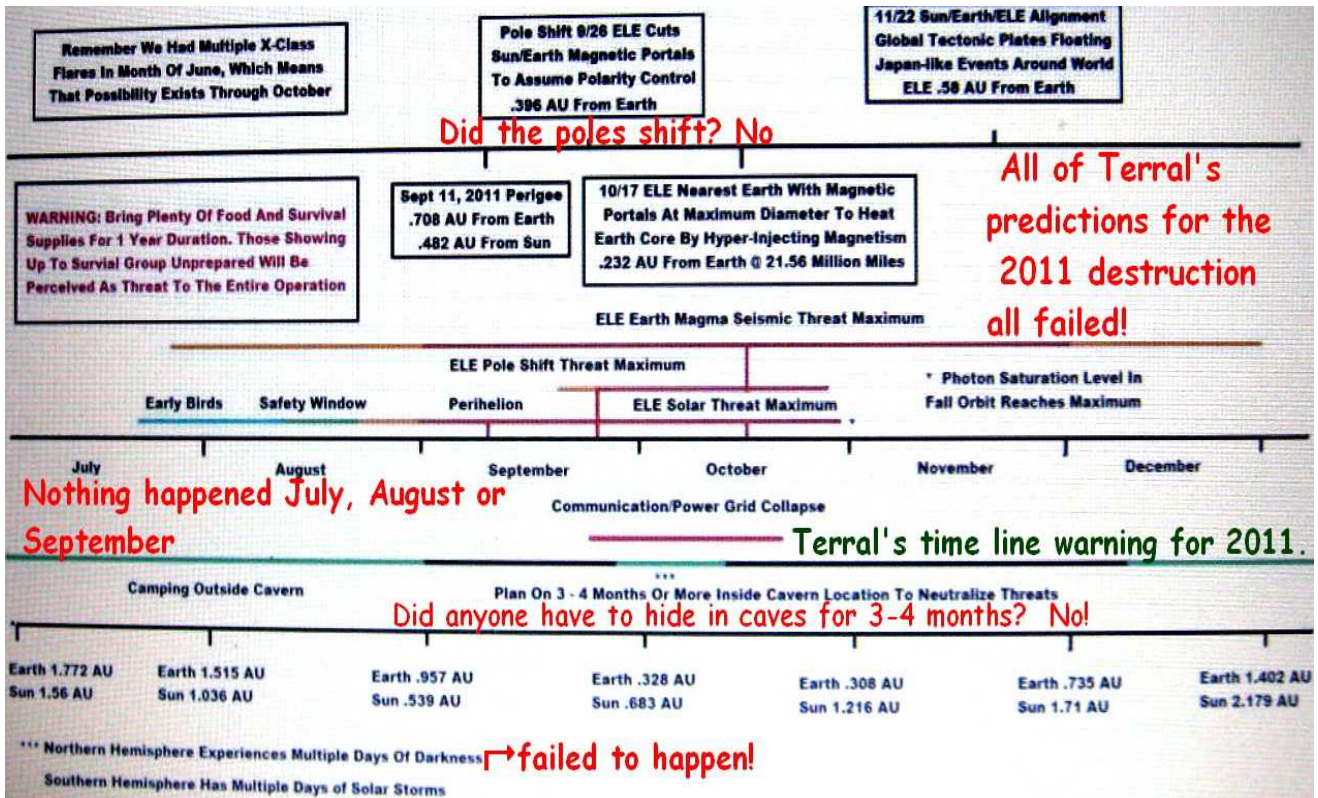 Remember We Had Multiple X-Class
Flares In Month Of June, Which Means
That Possibility Exists Through October
Pole Shift 9/26 ELE Cuts
Sun/Earth Magnetic Portals
To Assume Polarity Control
.396 AU From Earth
11/22 Sun/Earth/ELE Alignment
Global Tectonic Plates Floating
Japan-like Events Around World
ELE .58 AU From Earth
Did the poles shift? No
WARNING: Bring Plenty Of Food And Survival
Supplies For 1 Year Duration. Those Showing
Up To Survial Group Unprepared Will Be
Perceived As Threat To The Entire Operation
Sept 11, 2011 Perigee
.708 AU From Earth
.482 AU From Sun
10/17 ELE Nearest Earth With Magnetic
Portals At Maximum Diameter To Heat
Earth Core By Hyper-Injecting Magnetism
.232 AU From Earth @ 21.56 Million Miles
All of Terral's
predictions for the
2011 destruction
all failed!
ELE Earth Magma Seismic Threat Maximum
ELE Pole Shift Threat Maximum
* Photon Saturation Level In
Fall Orbit Reaches Maximum
Early Birds
Safety Window
Perihelion
ELE Solar Threat Maximum
*
July
August
September
October
November
December
Nothing happened July, August or
September
Communication/Power Grid Collapse
Terral's time line warning for 2011.
Camping Outside Cavern
***
Plan On 3 - 4 Months Or More Inside Cavern Location To Neutralize Threats
Did anyone have to hide in caves for 3-4 months? No!
Earth 1.772 AU
Sun 1.56 AU
Earth 1.515 AU
Sun 1.036 AU
Earth .957 AU
Sun .539 AU
Earth .328 AU
Sun .683 AU
Earth .308 AU
Sun 1.216 AU
Earth .735 AU
Sun 1.71 AU
Earth 1.402 AU
Sun 2.179 AU
*** Northern Hemisphere Experiences Multiple Days Of Darkness
failed to happen!
Southern Hemisphere Has Multiple Days of Solar Storms